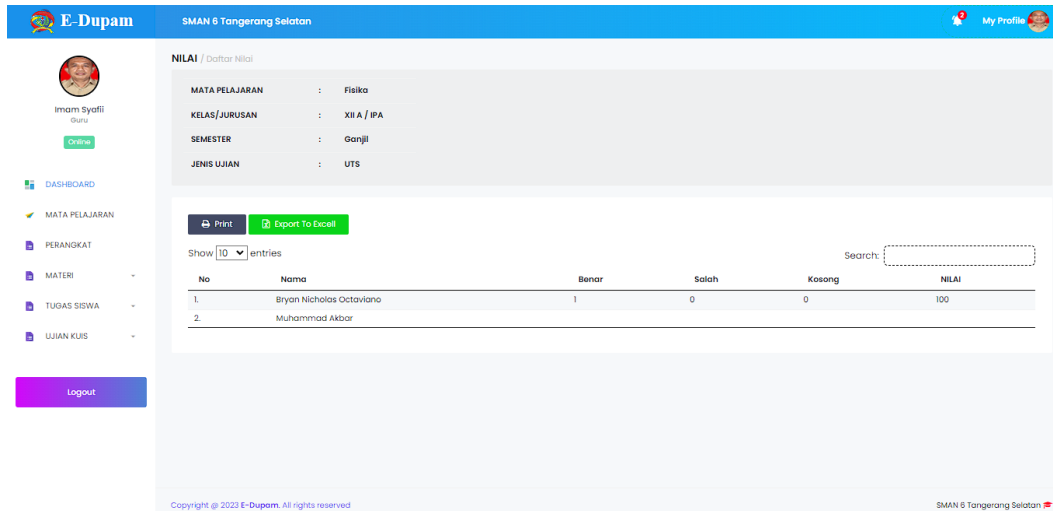 E-Dupam
SMAN 6 Tangerang Selatan
2
My Profile
Imam Syafii
Guru
Online
DASHBOARD
MATA PELAJARAN
PERANGKAT
MATERI
TUGAS SISWA
UJIAN KUIS
Logout
NILAI / Daftar Nilai
MATA PELAJARAN : Fisika
KELAS/JURUSAN : XII A / IPA
SEMESTER : Ganjil
JENIS UJIAN : UTS
Print Export To Excell
Show 10 entries Search:
No Nama Benar Salah Kosong NILAI
1. Bryan Nicholas Octaviano 1 0 0 100
2. Muhammad Akbar
Copyright @ 2023 E-Dupam. All rights reserved
SMAN 6 Tangerang Selatan